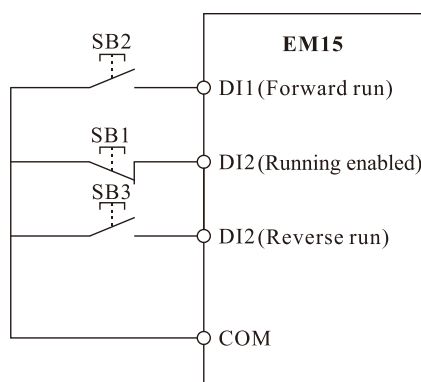 SB2
EM15
DI1(Forward run)
SB1
DI2(Running enabled)
SB3
DI2(Reverse run)
COM